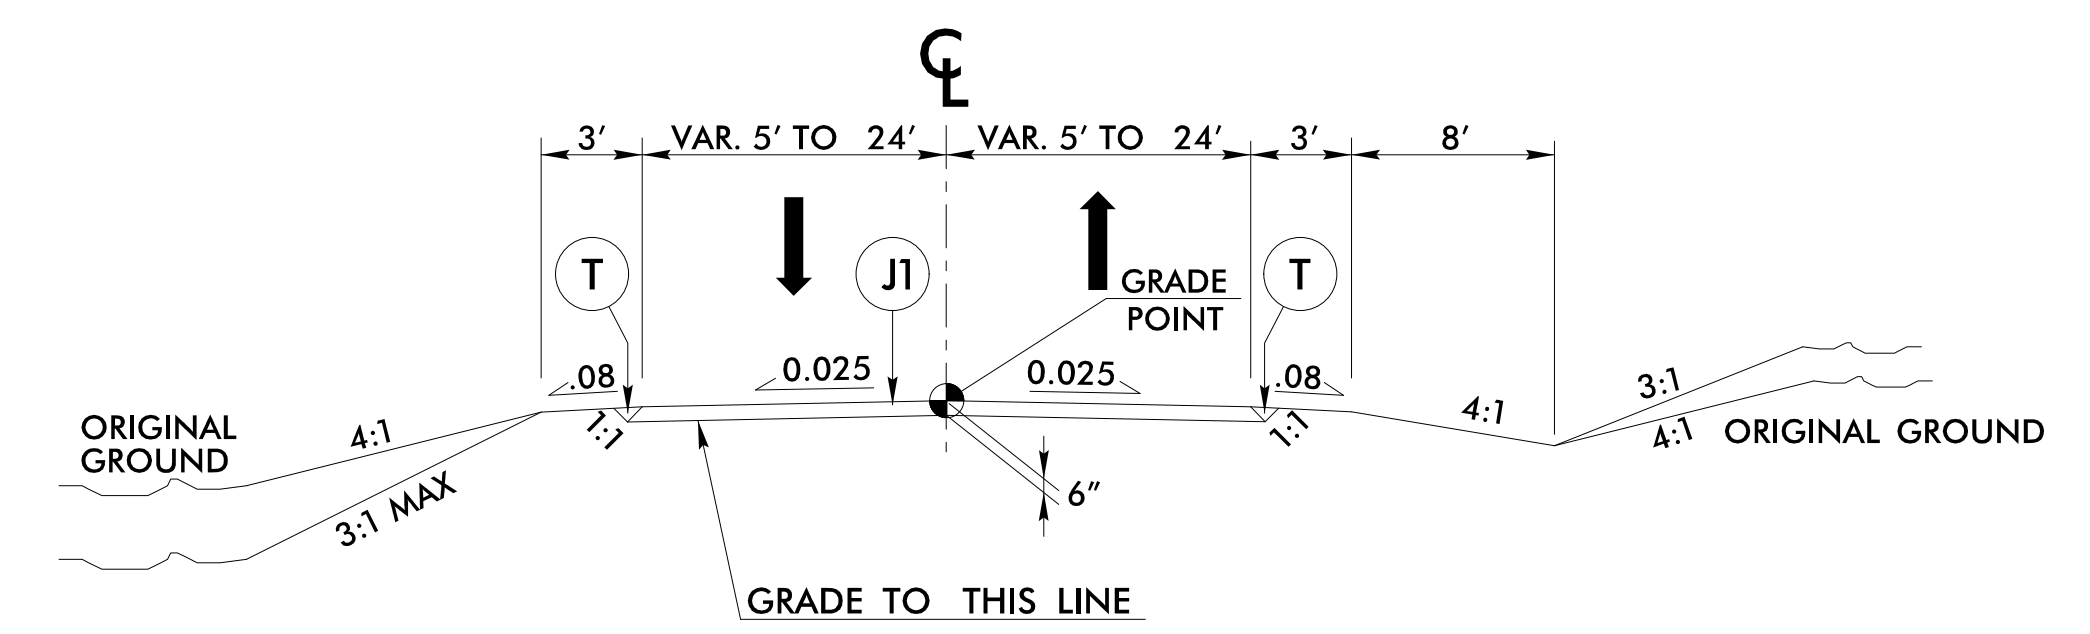 ℄
3' VAR. 5' TO 24' VAR. 5' TO 24' 3' 8'
T J1 T
GRADE
POINT
.08 0.025 0.025 .08
3:1
ORIGINAL
GROUND
4:1 1:1 1:1 4:1 4:1 ORIGINAL GROUND
3:1 MAX
6"
GRADE TO THIS LINE